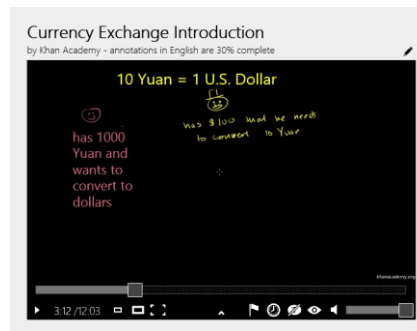 Currency Exchange Introduction
by Khan Academy - annotations in English are 30% complete
10 Yuan = 1 U.S. Dollar
has $100 that he needs
to convert to Yuan
has 1000
Yuan and
wants to
convert to
dollars
khanacademy.org
3:12 /12:03